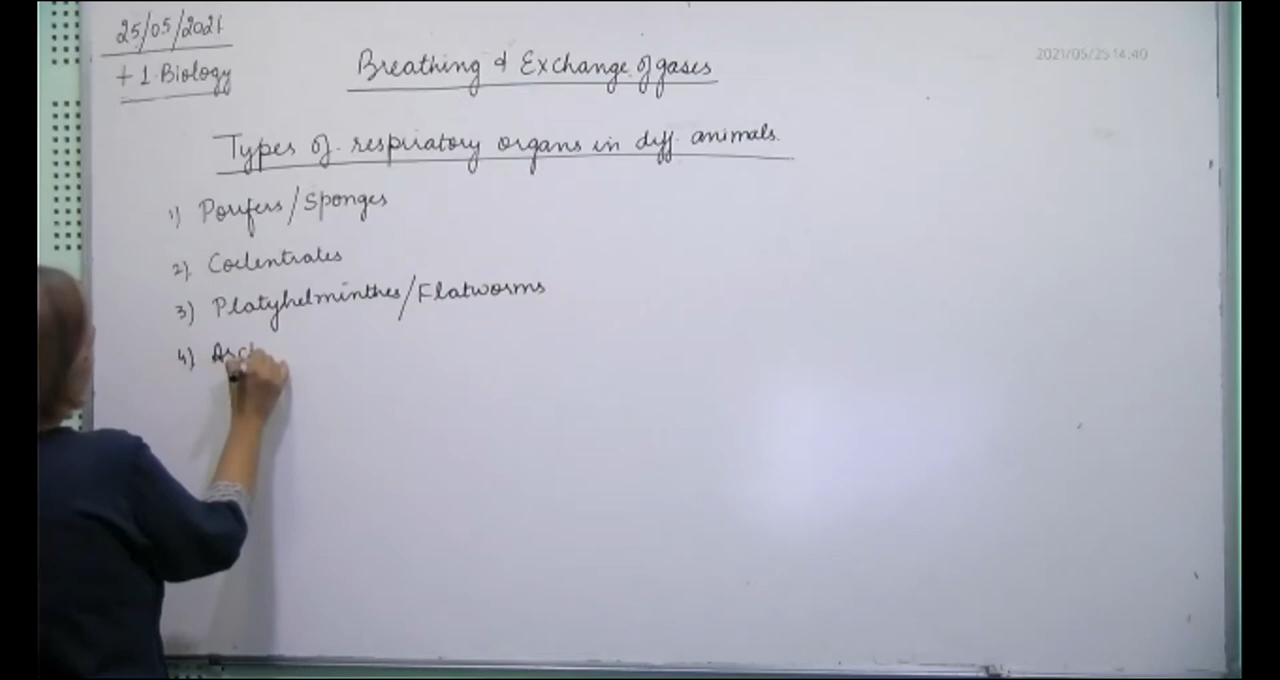 25/05/2021
+1 Biology
Breathing & Exchange of gases
2021/05/25 14:40
Types of respiratory organs in diff. animals.
1) Porifers/Sponges
2) Coelentrates
3) Platyhelminthes/Flatworms
4) Asch